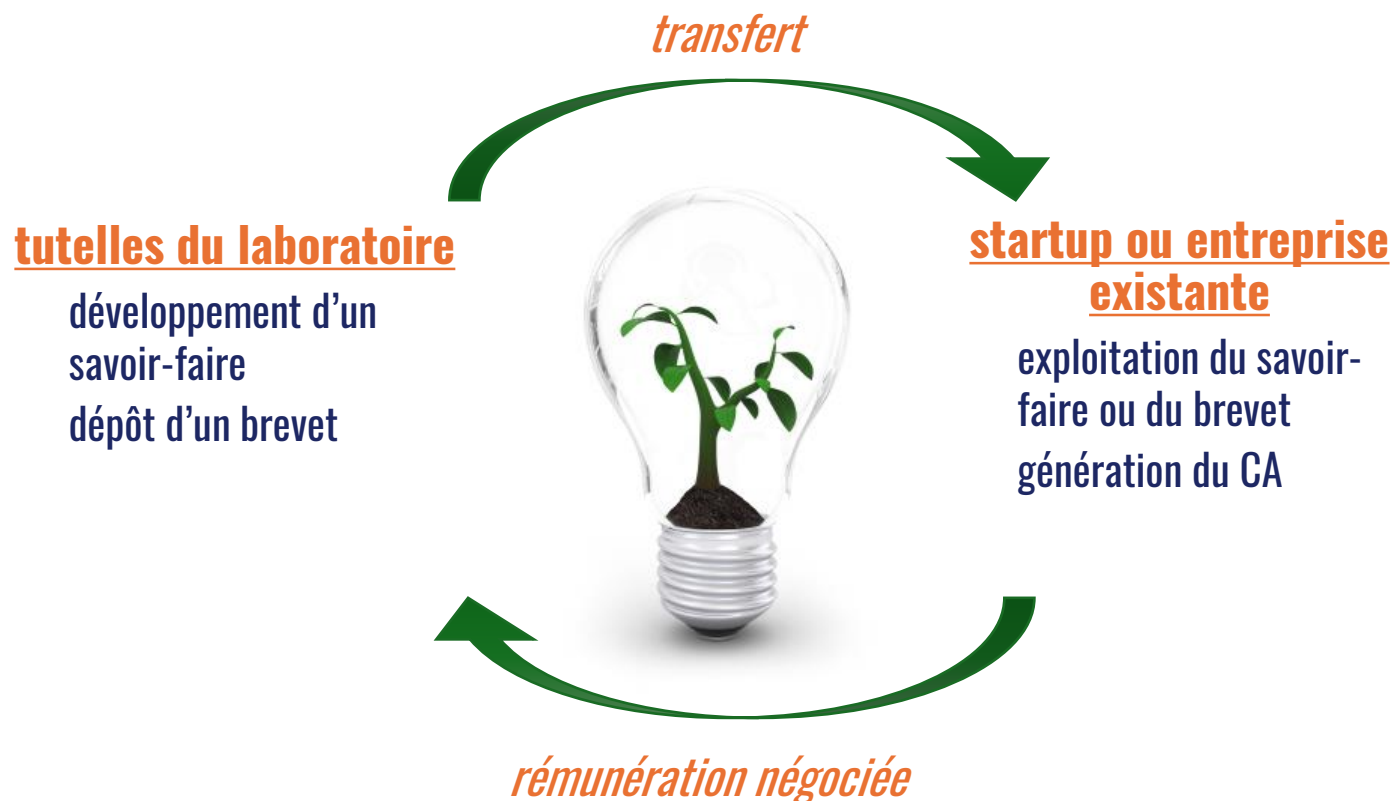 transfert
tutelles du laboratoire
développement d’un
savoir-faire
dépôt d’un brevet
startup ou entreprise
existante
exploitation du savoir-
faire ou du brevet
génération du CA
rémunération négociée